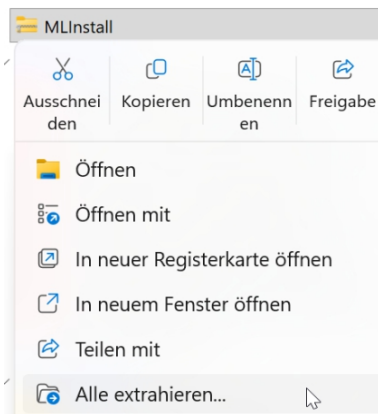 MLInstall
Ausschnei
den
Kopieren
Umbenenn
en
Freigabe
Öffnen
Öffnen mit
In neuer Registerkarte öffnen
In neuem Fenster öffnen
Teilen mit
Alle extrahieren...